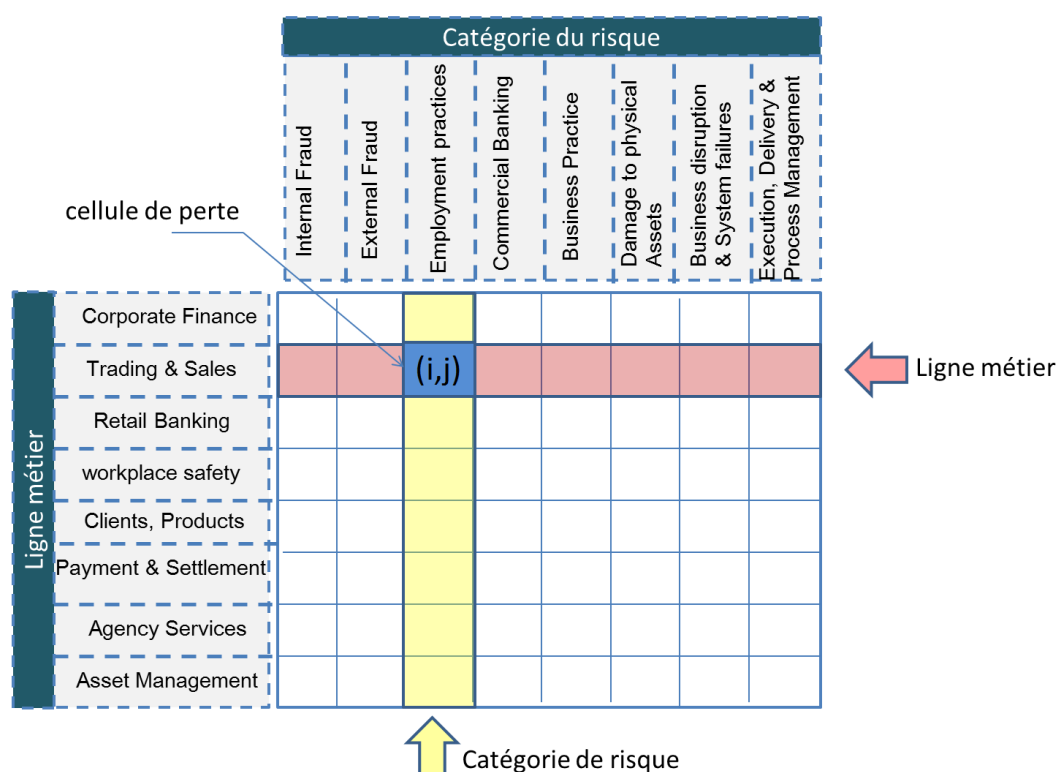 Catégorie du risque
Internal Fraud
External Fraud
Employment practices
Commercial Banking
Business Practice
Damage to physical
Assets
Business disruption
& System failures
Execution, Delivery &
Process Management
cellule de perte
Ligne métier
Corporate Finance
Trading & Sales
(i,j)
Ligne métier
Retail Banking
workplace safety
Clients, Products
Payment & Settlement
Agency Services
Asset Management
Catégorie de risque